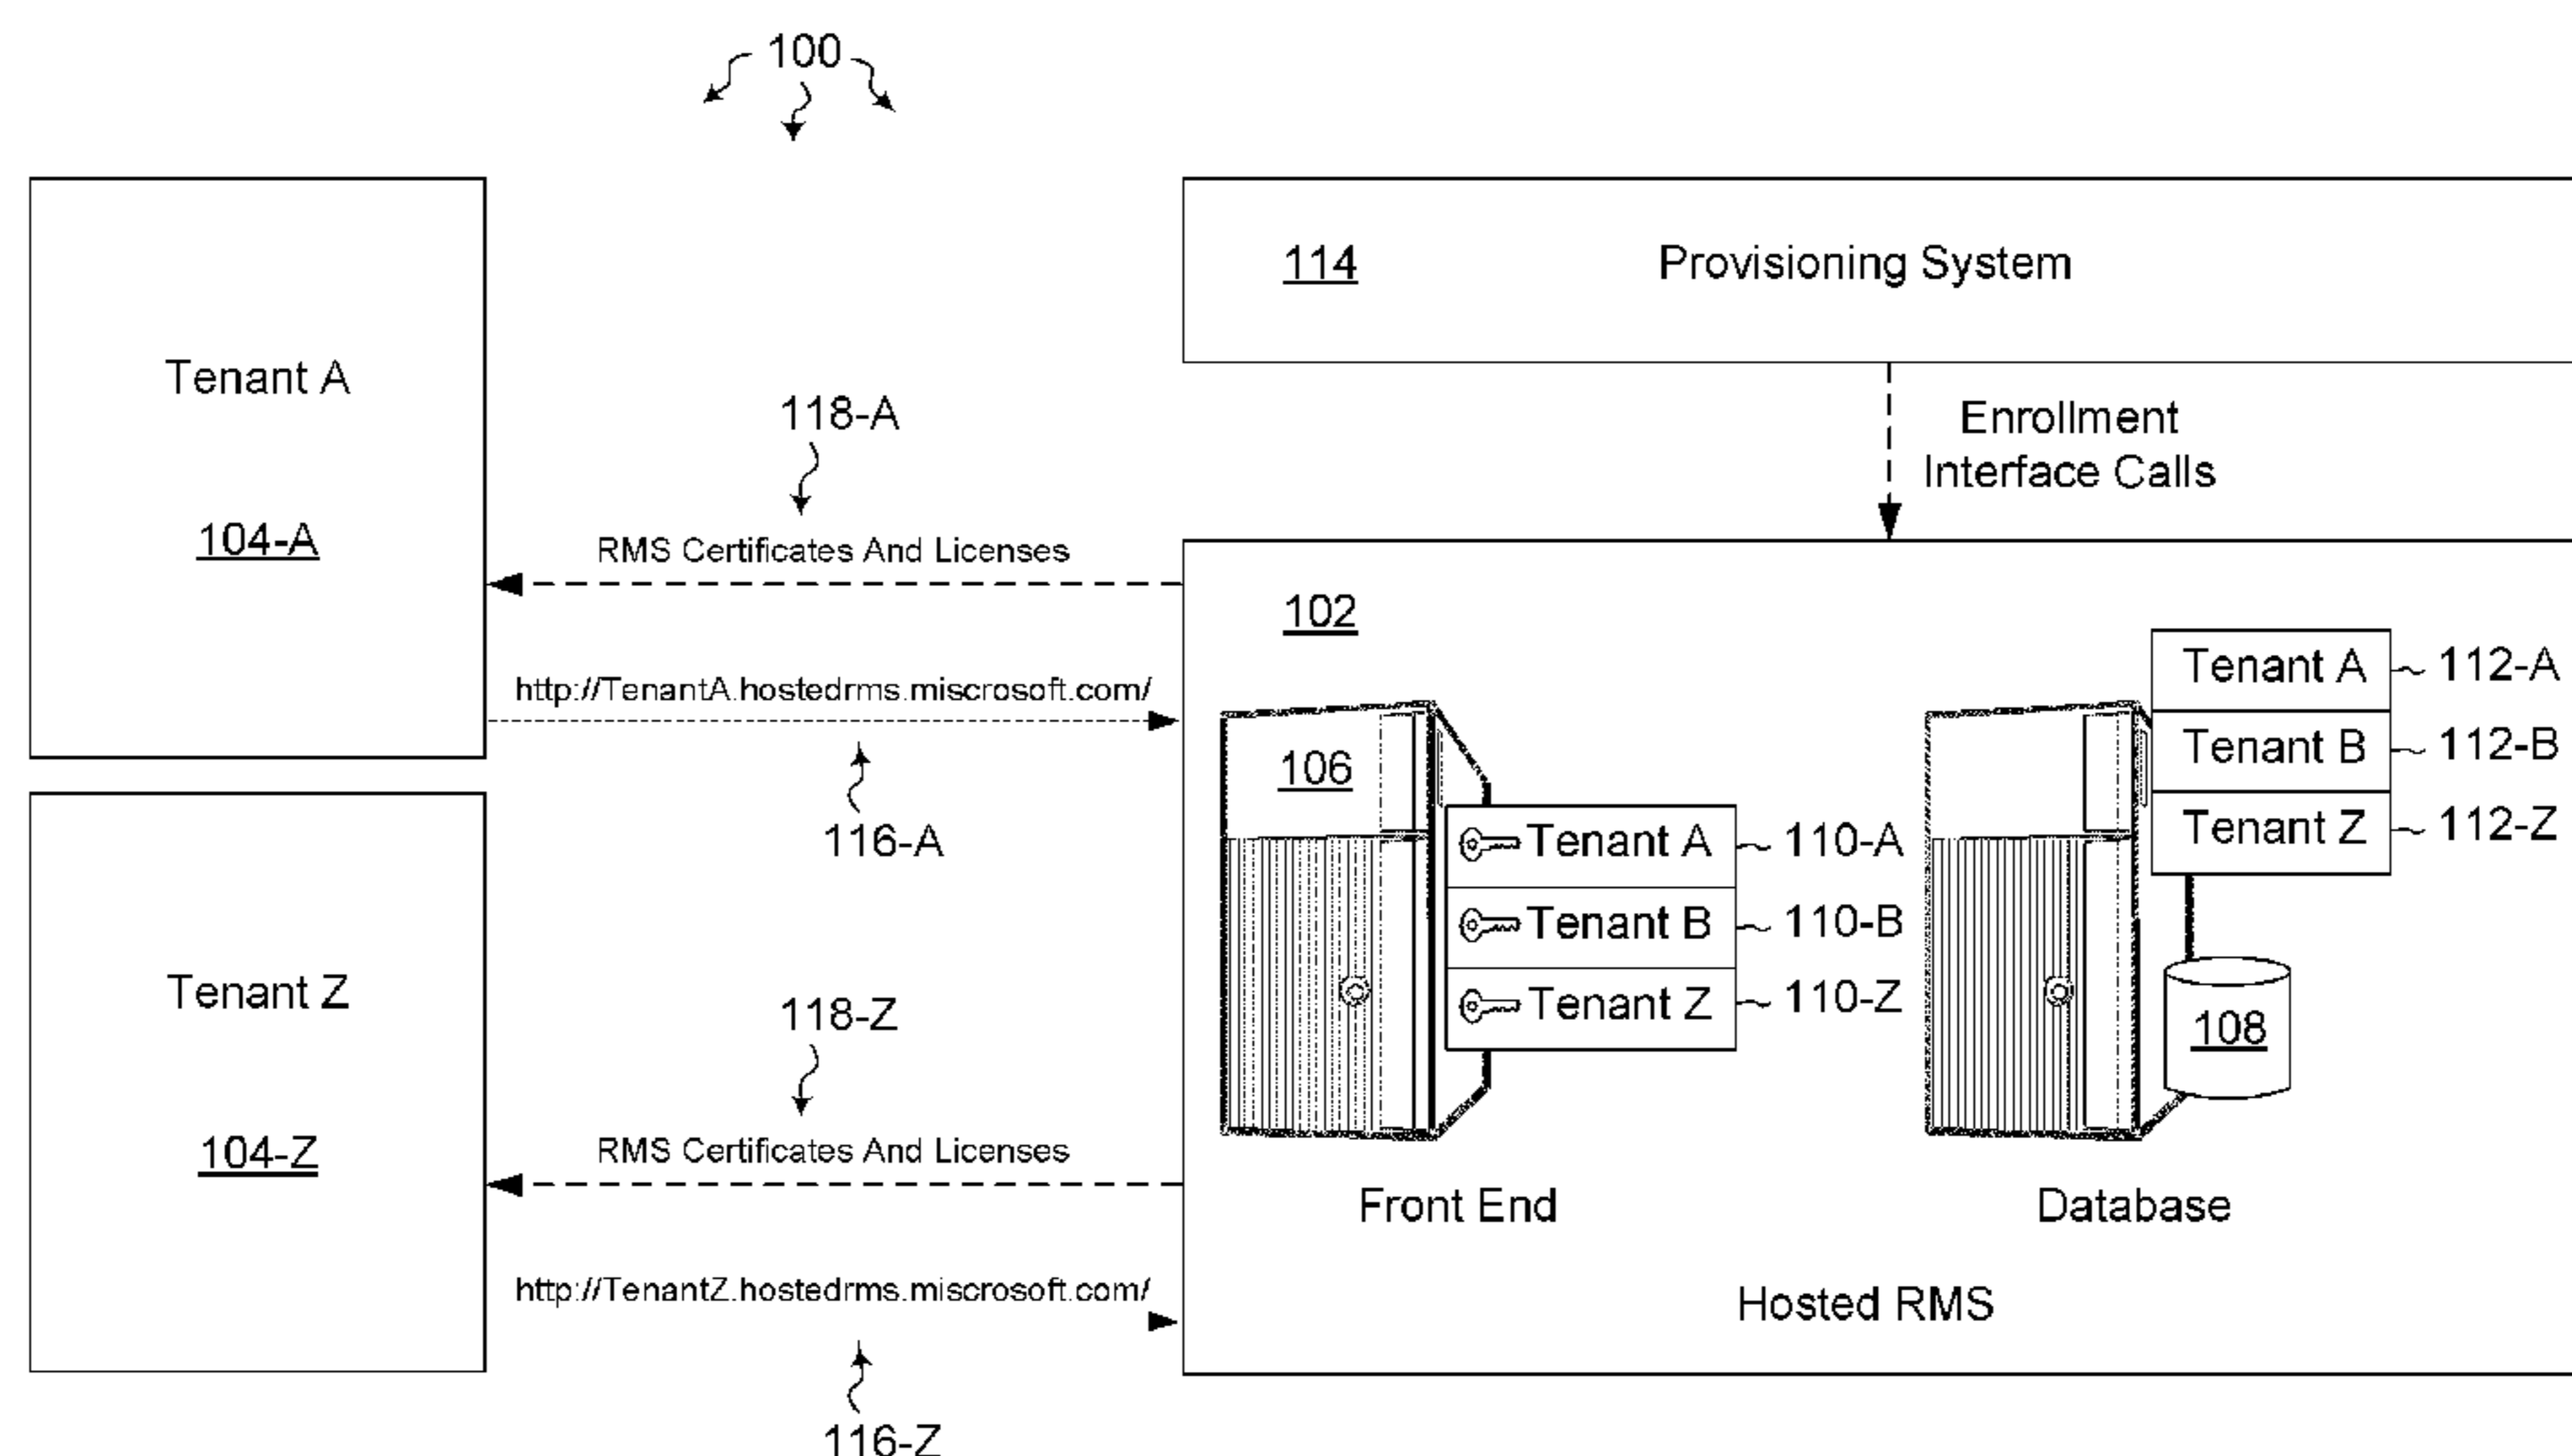 100
114 Provisioning System
Tenant A
104-A
118-A
RMS Certificates And Licenses
http://TenantA.hostedrms.miscrosoft.com/
116-A
Enrollment
Interface Calls
102
106
Tenant A 110-A
Tenant B 110-B
Tenant Z 110-Z
Tenant A 112-A
Tenant B 112-B
Tenant Z 112-Z
108
Front End
Database
Hosted RMS
Tenant Z
104-Z
118-Z
RMS Certificates And Licenses
http://TenantZ.hostedrms.miscrosoft.com/
116-Z